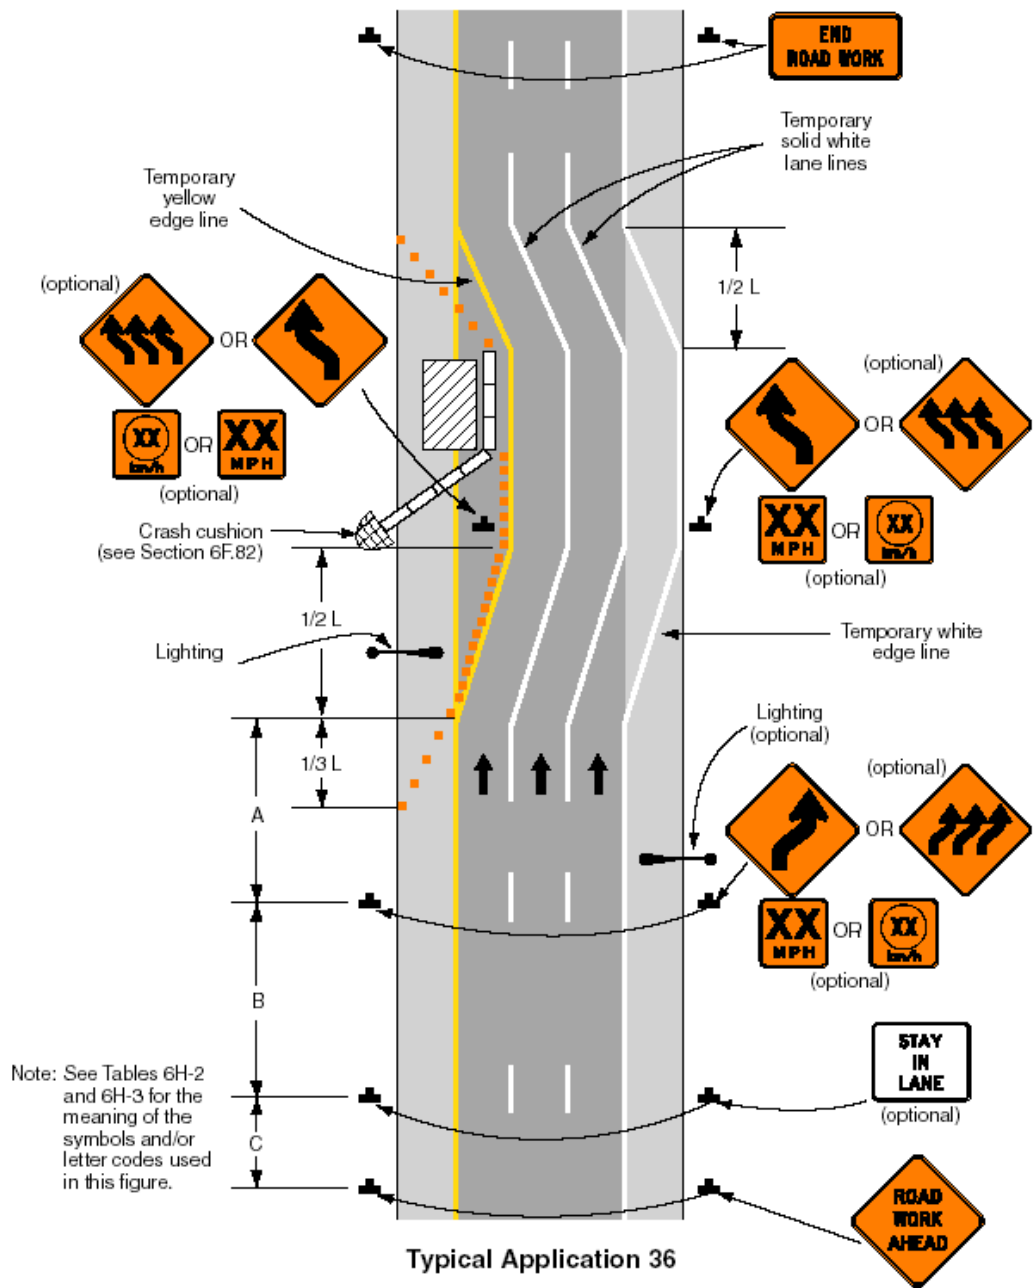 END
ROAD WORK
Temporary
solid white
lane lines
Temporary
yellow
edge line
(optional)
OR
1/2 L
(optional)
OR
XX
km/h
OR
XX
MPH
(optional)
Crash cushion
(see Section 6F.82)
XX
MPH
OR
XX
km/h
(optional)
1/2 L
Lighting
Temporary white
edge line
Lighting
(optional)
1/3 L
(optional)
OR
A
XX
MPH
OR
XX
km/h
(optional)
B
STAY
IN
LANE
(optional)
Note: See Tables 6H-2
and 6H-3 for the
meaning of the
symbols and/or
letter codes used
in this figure.
C
ROAD
WORK
AHEAD
Typical Application 36